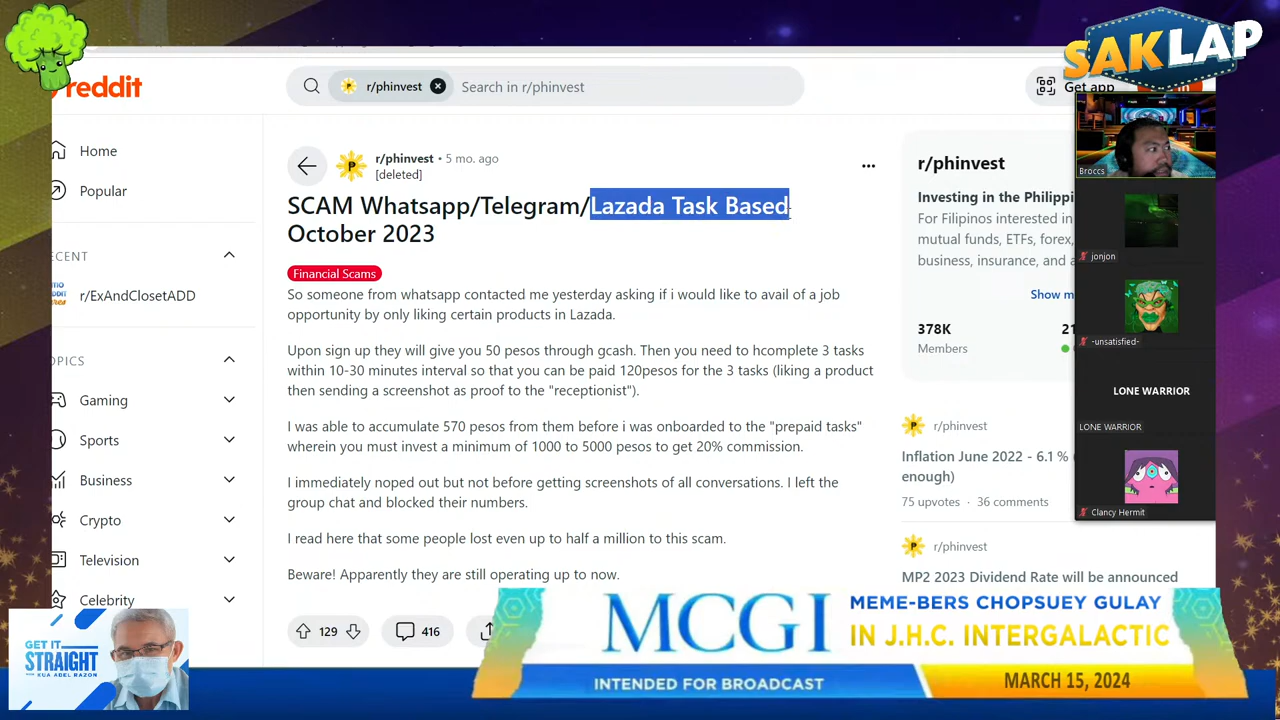 SAKLAP
reddit
r/phinvest
Search in r/phinvest
Get app
Home
Popular
ECENT
r/ExAndClosetADD
OPICS
Gaming
Sports
Business
Crypto
Television
Celebrity
r/phinvest • 5 mo. ago
[deleted]
SCAM Whatsapp/Telegram/Lazada Task Based
October 2023
Financial Scams
So someone from whatsapp contacted me yesterday asking if i would like to avail of a job
opportunity by only liking certain products in Lazada.
Upon sign up they will give you 50 pesos through gcash. Then you need to hcomplete 3 tasks
within 10-30 minutes interval so that you can be paid 120pesos for the 3 tasks (liking a product
then sending a screenshot as proof to the "receptionist").
I was able to accumulate 570 pesos from them before i was onboarded to the "prepaid tasks"
wherein you must invest a minimum of 1000 to 5000 pesos to get 20% commission.
I immediately noped out but not before getting screenshots of all conversations. I left the
group chat and blocked their numbers.
I read here that some people lost even up to half a million to this scam.
Beware! Apparently they are still operating up to now.
129
416
r/phinvest
Investing in the Philippi
For Filipinos interested in
mutual funds, ETFs, forex,
business, insurance, and a
Show m
378K
21
Members
r/phinvest
Inflation June 2022 - 6.1 % (
enough)
75 upvotes · 36 comments
r/phinvest
MP2 2023 Dividend Rate will be announced
Broccs
jonjon
-unsatisfied-
LONE WARRIOR
LONE WARRIOR
Clancy Hermit
GET IT
STRAIGHT
WITH KUA ADEL RAZON
MCGI
MEME-BERS CHOPSUEY GULAY
IN J.H.C. INTERGALACTIC
INTENDED FOR BROADCAST
MARCH 15, 2024